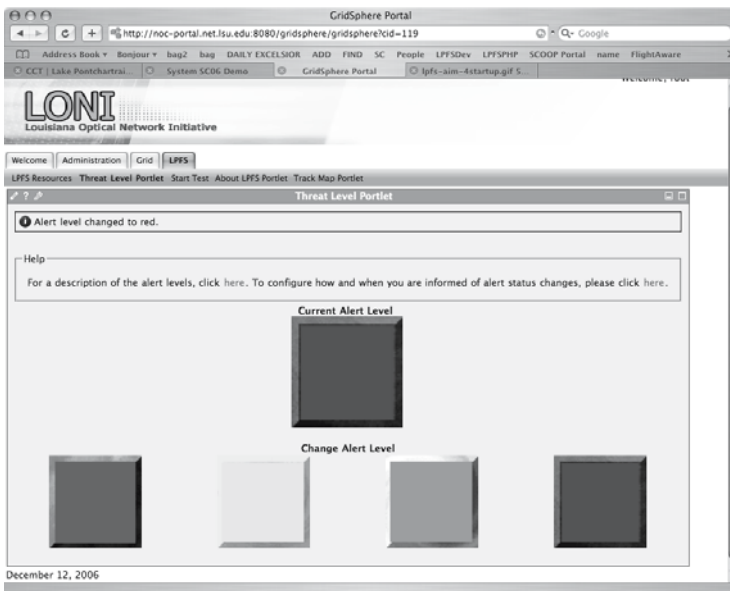 GridSphere Portal
http://noc-portal.net.lsu.edu:8080/gridsphere/gridsphere?cid=119
Google
Address Book Bonjour bag2 bag DAILY EXCELSIOR ADD FIND SC People LPFSDev LPFSPHP SCOOP Portal name FlightAware
CCT | Lake Pontchartrai... System SC06 Demo GridSphere Portal lpfs-aim-4startup.gif S...
Welcome, root
LONI
Louisiana Optical Network Initiative
Welcome Administration Grid LPFS
LPFS Resources Threat Level Portlet Start Test About LPFS Portlet Track Map Portlet
? Threat Level Portlet
Alert level changed to red.
Help
For a description of the alert levels, click here. To configure how and when you are informed of alert status changes, please click here.
Current Alert Level
Change Alert Level
December 12, 2006